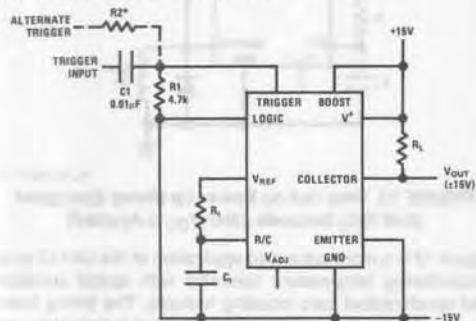 R2*
ALTERNATE
TRIGGER
+15V
TRIGGER
INPUT
C1
0.01μF
R1
4.7k
TRIGGER BOOST
LOGIC V+
RL
VREF COLLECTOR VOUT
(±15V)
Rt
R/C EMITTER
VADJ GND
Ct
−15V